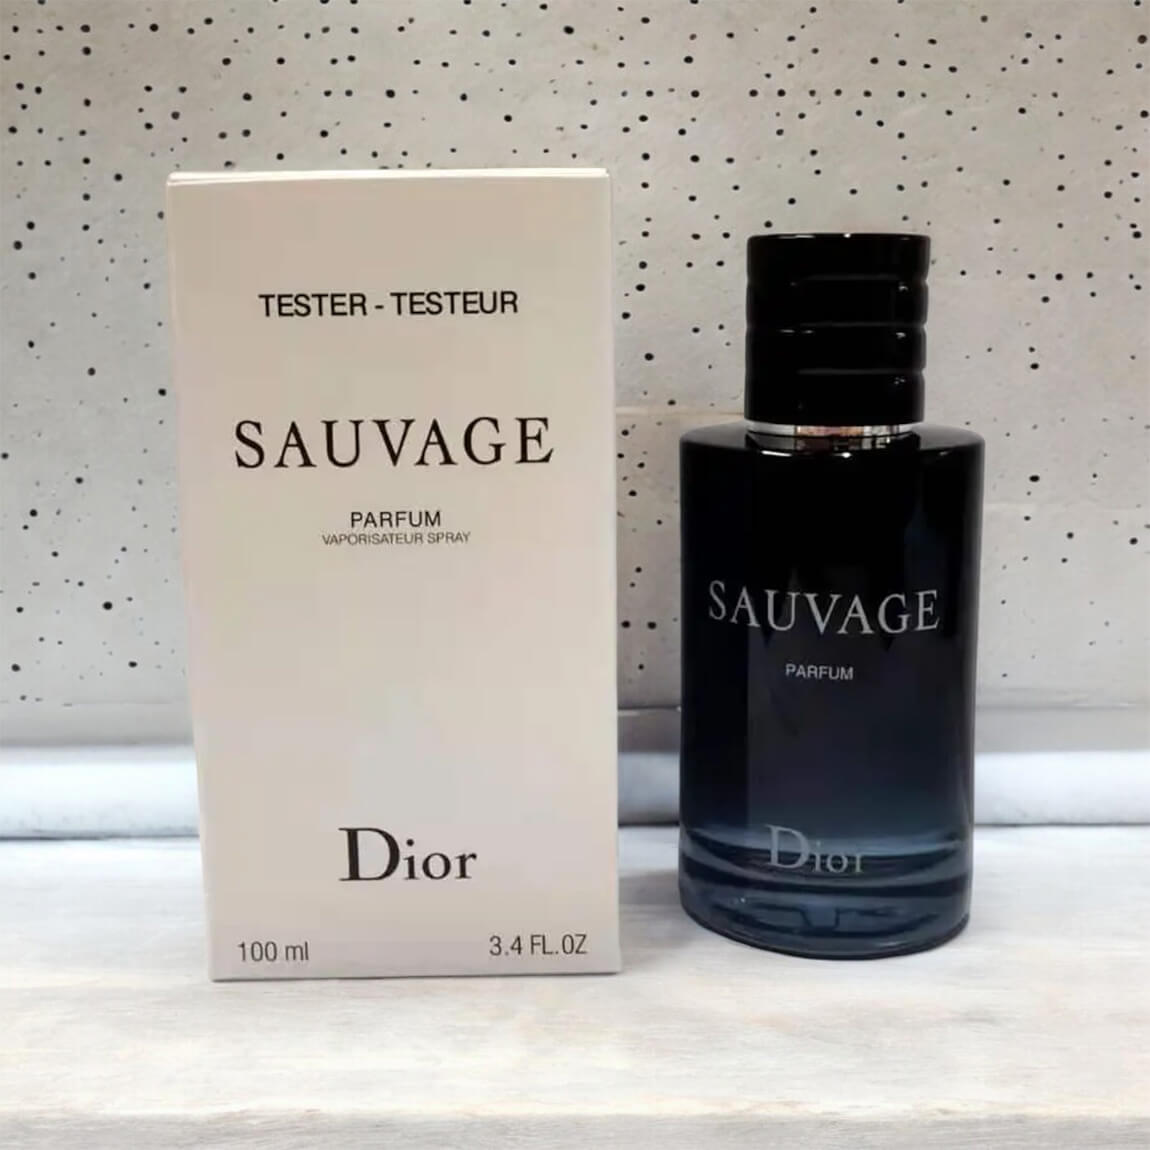 TESTER - TESTEUR
SAUVAGE
PARFUM
VAPORISATEUR SPRAY
Dior
100 ml
3.4 FL.OZ
SAUVAGE
PARFUM
Dior